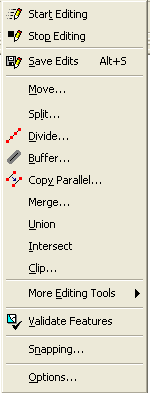 Start Editing
Stop Editing
Save Edits Alt+S
Move...
Split...
Divide...
Buffer...
Copy Parallel...
Merge...
Union
Intersect
Clip...
More Editing Tools
Validate Features
Snapping...
Options...